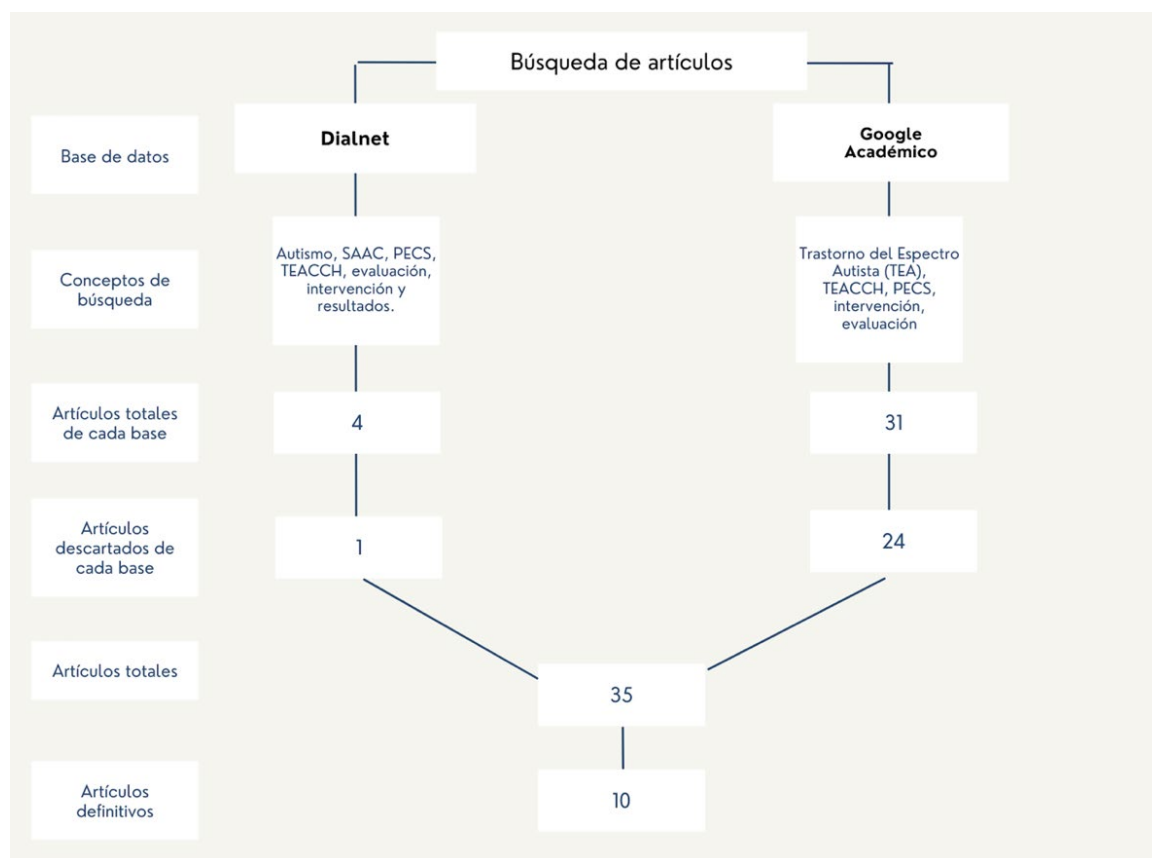 Búsqueda de artículos
Base de datos
Dialnet
Google
Académico
Conceptos de
búsqueda
Autismo, SAAC, PECS,
TEACCH, evaluación,
intervención y
resultados.
Trastorno del Espectro
Autista (TEA),
TEACCH, PECS,
intervención,
evaluación
Artículos totales
de cada base
4
31
Artículos
descartados de
cada base
1
24
Artículos totales
35
Artículos
definitivos
10